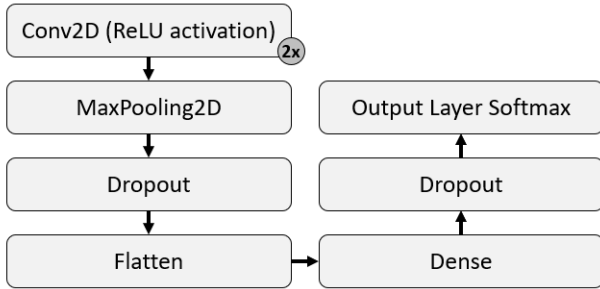 Conv2D (ReLU activation)
2x
MaxPooling2D
Dropout
Flatten
Dense
Dropout
Output Layer Softmax